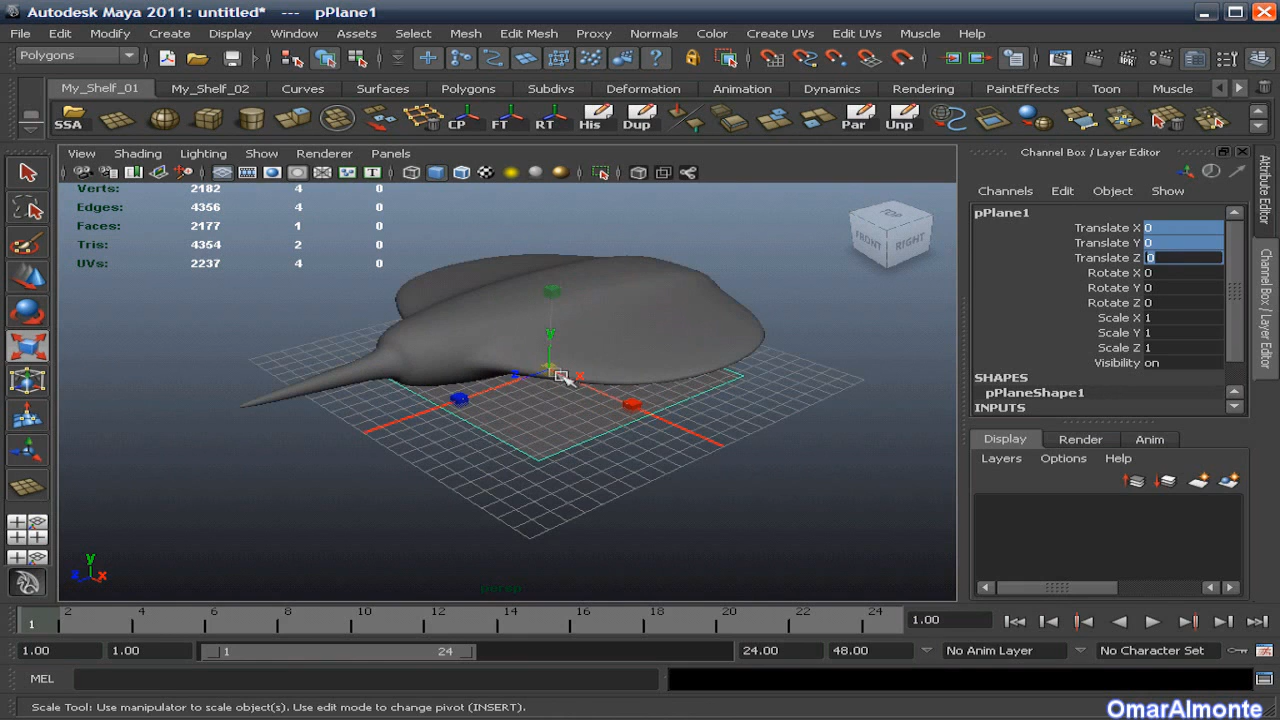 Autodesk Maya 2011: untitled* --- pPlane1
File Edit Modify Create Display Window Assets Select Mesh Edit Mesh Proxy Normals Color Create UVs Edit UVs Muscle Help
Polygons
My_Shelf_01 My_Shelf_02 Curves Surfaces Polygons Subdivs Deformation Animation Dynamics Rendering PaintEffects Toon Muscle
SSA CP FT RT His Dup Par Unp
View Shading Lighting Show Renderer Panels
Verts: 2182 4 0
Edges: 4356 4 0
Faces: 2177 1 0
Tris: 4354 2 0
UVs: 2237 4 0
TOP
FRONT RIGHT
y
z x
y
z x
persp
Channel Box / Layer Editor
Channels Edit Object Show
pPlane1
Translate X 0
Translate Y 0
Translate Z 0
Rotate X 0
Rotate Y 0
Rotate Z 0
Scale X 1
Scale Y 1
Scale Z 1
Visibility on
SHAPES
pPlaneShape1
INPUTS
Display Render Anim
Layers Options Help
Attribute Editor
Channel Box / Layer Editor
1 2 4 6 8 10 12 14 16 18 20 22 24 1.00
1.00 1.00 1 24 24.00 48.00 No Anim Layer No Character Set
MEL
Scale Tool: Use manipulator to scale object(s). Use edit mode to change pivot (INSERT).
OmarAlmonte